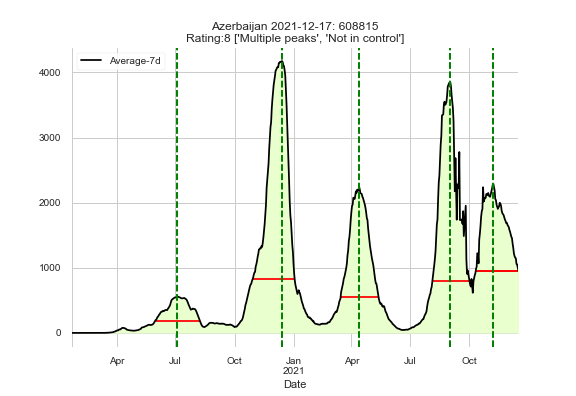 Azerbaijan 2021-12-17: 608815
Rating:8 ['Multiple peaks', 'Not in control']
Average-7d
4000
3000
2000
1000
0
Apr Jul Oct Jan Apr Jul Oct
2021
Date